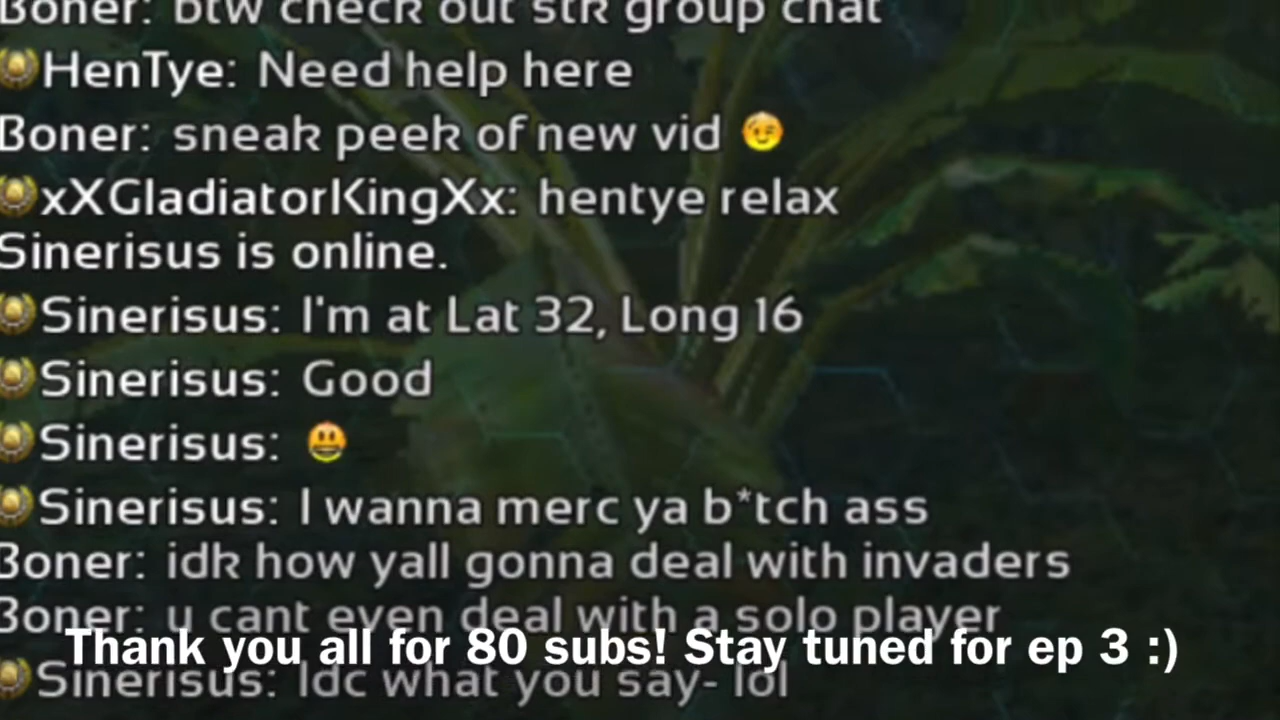 Boner: btw check out str group chat
HenTye: Need help here
Boner: sneak peek of new vid 😉
xXGladiatorKingXx: hentye relax
Sinerisus is online.
Sinerisus: I'm at Lat 32, Long 16
Sinerisus: Good
Sinerisus: 😃
Sinerisus: I wanna merc ya b*tch ass
Boner: idk how yall gonna deal with invaders
Boner: u cant even deal with a solo player
Thank you all for 80 subs! Stay tuned for ep 3 :)
Sinerisus: Idc what you say- lol